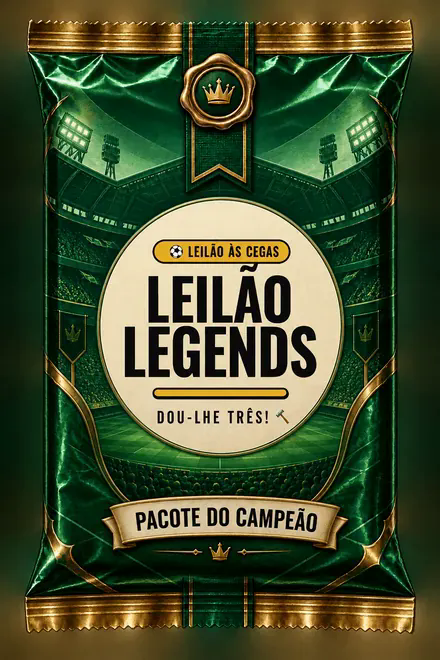 LEILÃO ÀS CEGAS
LEILÃO
LEGENDS
DOU-LHE TRÊS!
PACOTE DO CAMPEÃO